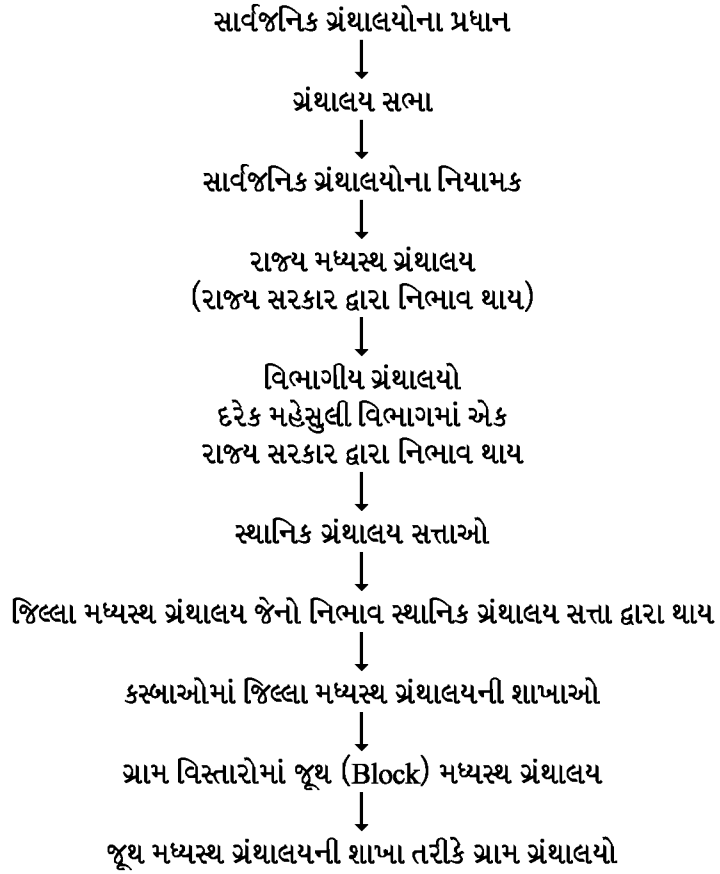 સાર્વજનિક ગ્રંથાલયોના પ્રધાન
ગ્રંથાલય સભા
સાર્વજનિક ગ્રંથાલયોના નિયામક
રાજ્ય મધ્યસ્થ ગ્રંથાલય
(રાજ્ય સરકાર દ્વારા નિભાવ થાય)
વિભાગીય ગ્રંથાલયો
દરેક મહેસુલી વિભાગમાં એક
રાજ્ય સરકાર દ્વારા નિભાવ થાય
સ્થાનિક ગ્રંથાલય સત્તાઓ
જિલ્લા મધ્યસ્થ ગ્રંથાલય જેનો નિભાવ સ્થાનિક ગ્રંથાલય સત્તા દ્વારા થાય
કસ્બાઓમાં જિલ્લા મધ્યસ્થ ગ્રંથાલયની શાખાઓ
ગ્રામ વિસ્તારોમાં જૂથ (Block) મધ્યસ્થ ગ્રંથાલય
જૂથ મધ્યસ્થ ગ્રંથાલયની શાખા તરીકે ગ્રામ ગ્રંથાલયો